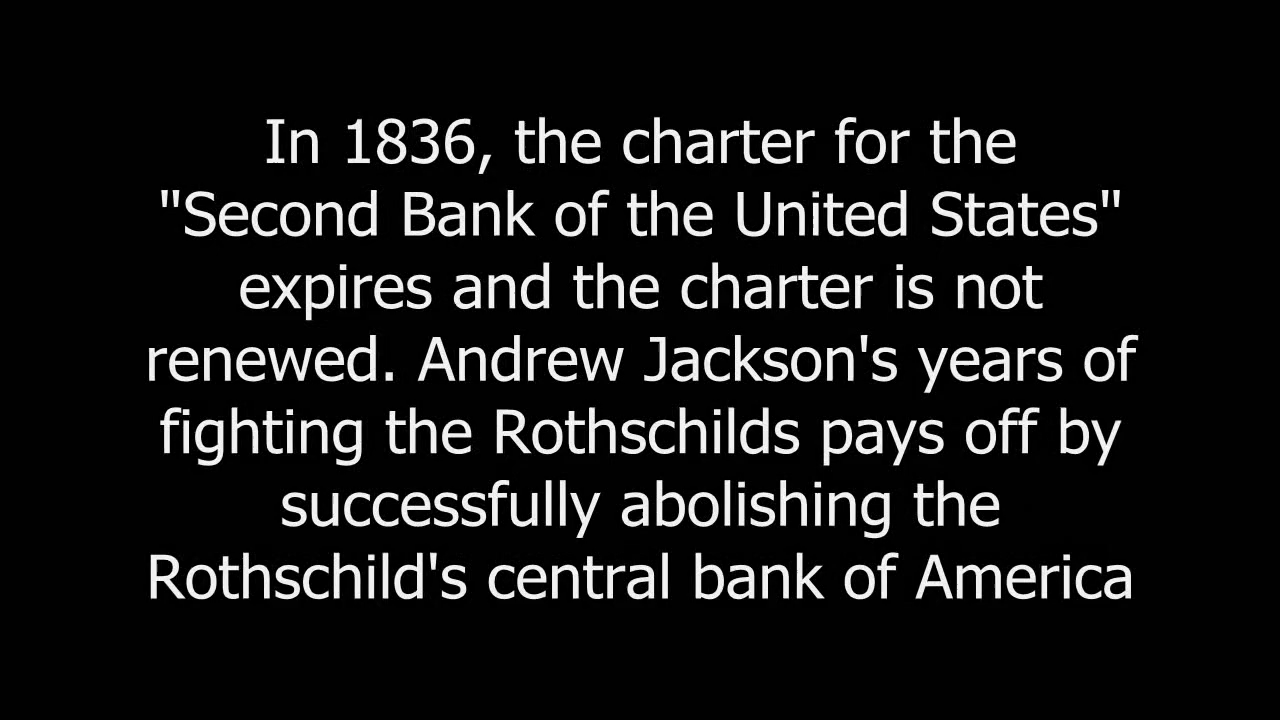 In 1836, the charter for the
"Second Bank of the United States"
expires and the charter is not
renewed. Andrew Jackson's years of
fighting the Rothschilds pays off by
successfully abolishing the
Rothschild's central bank of America